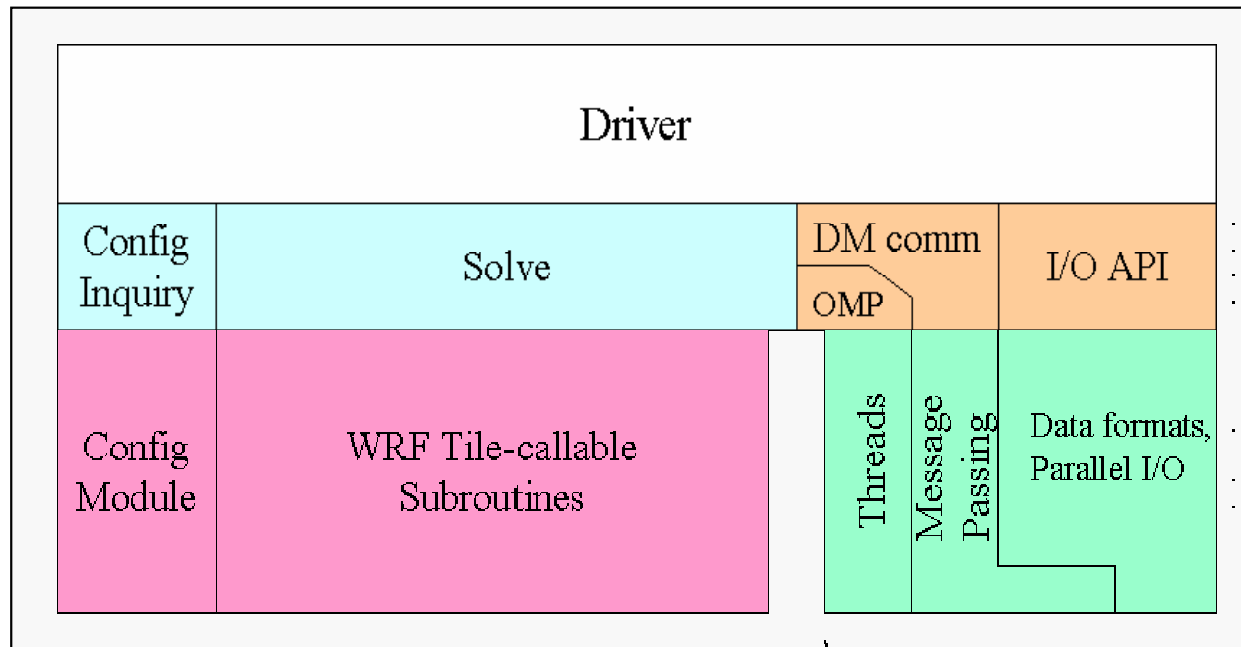 Driver
Config
Inquiry
Solve
DM comm
OMP
I/O API
Config
Module
WRF Tile-callable
Subroutines
Threads
Message
Passing
Data formats,
Parallel I/O